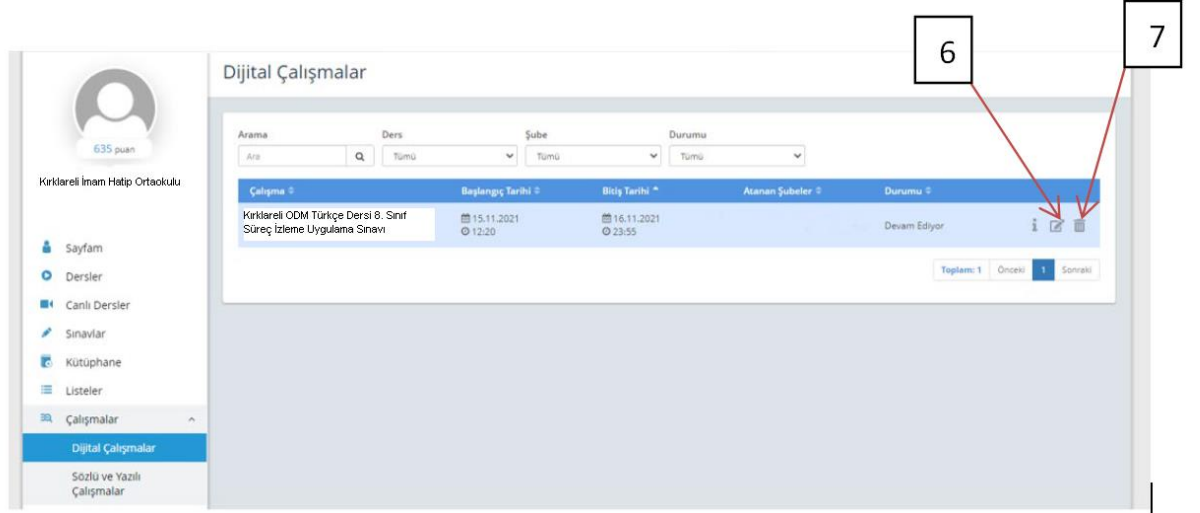 6
7
Dijital Çalışmalar
635 puan
Kırklareli İmam Hatip Ortaokulu
Arama Ders Şube Durumu
Ara Tümü Tümü Tümü
Çalışma Başlangıç Tarihi Bitiş Tarihi Atanan Şubeler Durumu
Kırklareli ODM Türkçe Dersi 8. Sınıf
Süreç İzleme Uygulama Sınavı
15.11.2021
12:20
16.11.2021
23:55
Devam Ediyor
Toplam: 1 Önceki 1 Sonraki
Sayfam
Dersler
Canlı Dersler
Sınavlar
Kütüphane
Listeler
Çalışmalar
Dijital Çalışmalar
Sözlü ve Yazılı
Çalışmalar